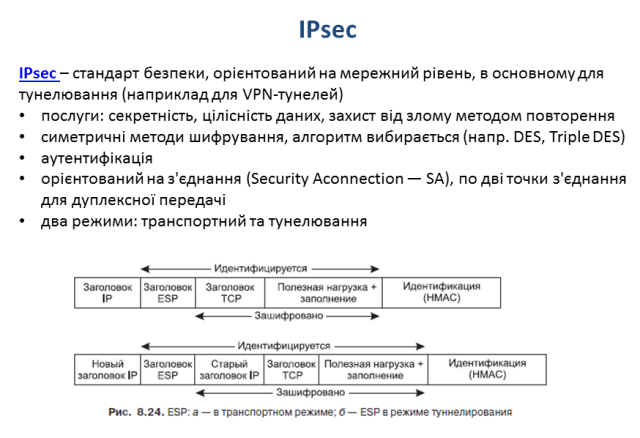 IPsec
IPsec – стандарт безпеки, орієнтований на мережний рівень, в основному для
тунелювання (наприклад для VPN-тунелей)
• послуги: секретність, цілісність даних, захист від злому методом повторення
• симетричні методи шифрування, алгоритм вибирається (напр. DES, Triple DES)
• аутентифікація
• орієнтований на з'єднання (Security Aconnection — SA), по дві точки з'єднання
для дуплексної передачі
• два режими: транспортний та тунелювання
Идентифицируется
Заголовок IP
Заголовок ESP
Заголовок TCP
Полезная нагрузка + заполнение
Идентификация (HMAC)
Зашифровано
Идентифицируется
Новый заголовок IP
Заголовок ESP
Старый заголовок IP
Заголовок TCP
Полезная нагрузка + заполнение
Идентификация (HMAC)
Зашифровано
Рис. 8.24. ESP: а — в транспортном режиме; б — ESP в режиме туннелирования